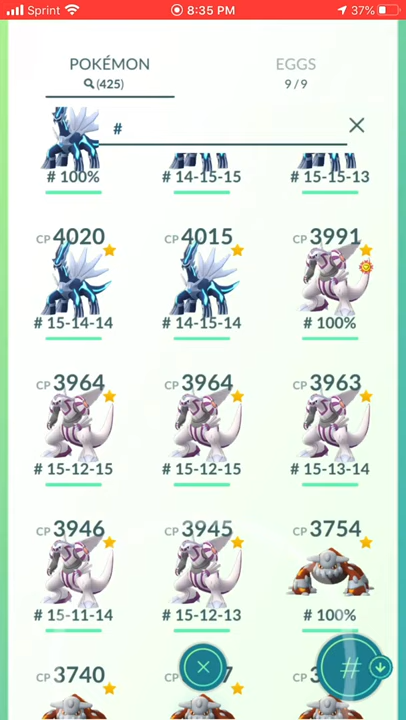 Sprint 8:35 PM 37%
POKÉMON EGGS
(425) 9/9
#
# 100% # 14-15-15 # 15-15-13
CP 4020 CP 4015 CP 3991
# 15-14-14 # 14-15-14 # 100%
CP 3964 CP 3964 CP 3963
# 15-12-15 # 15-12-15 # 15-13-14
CP 3946 CP 3945 CP 3754
# 15-11-14 # 15-12-13 # 100%
#
CP 3740 CP CP